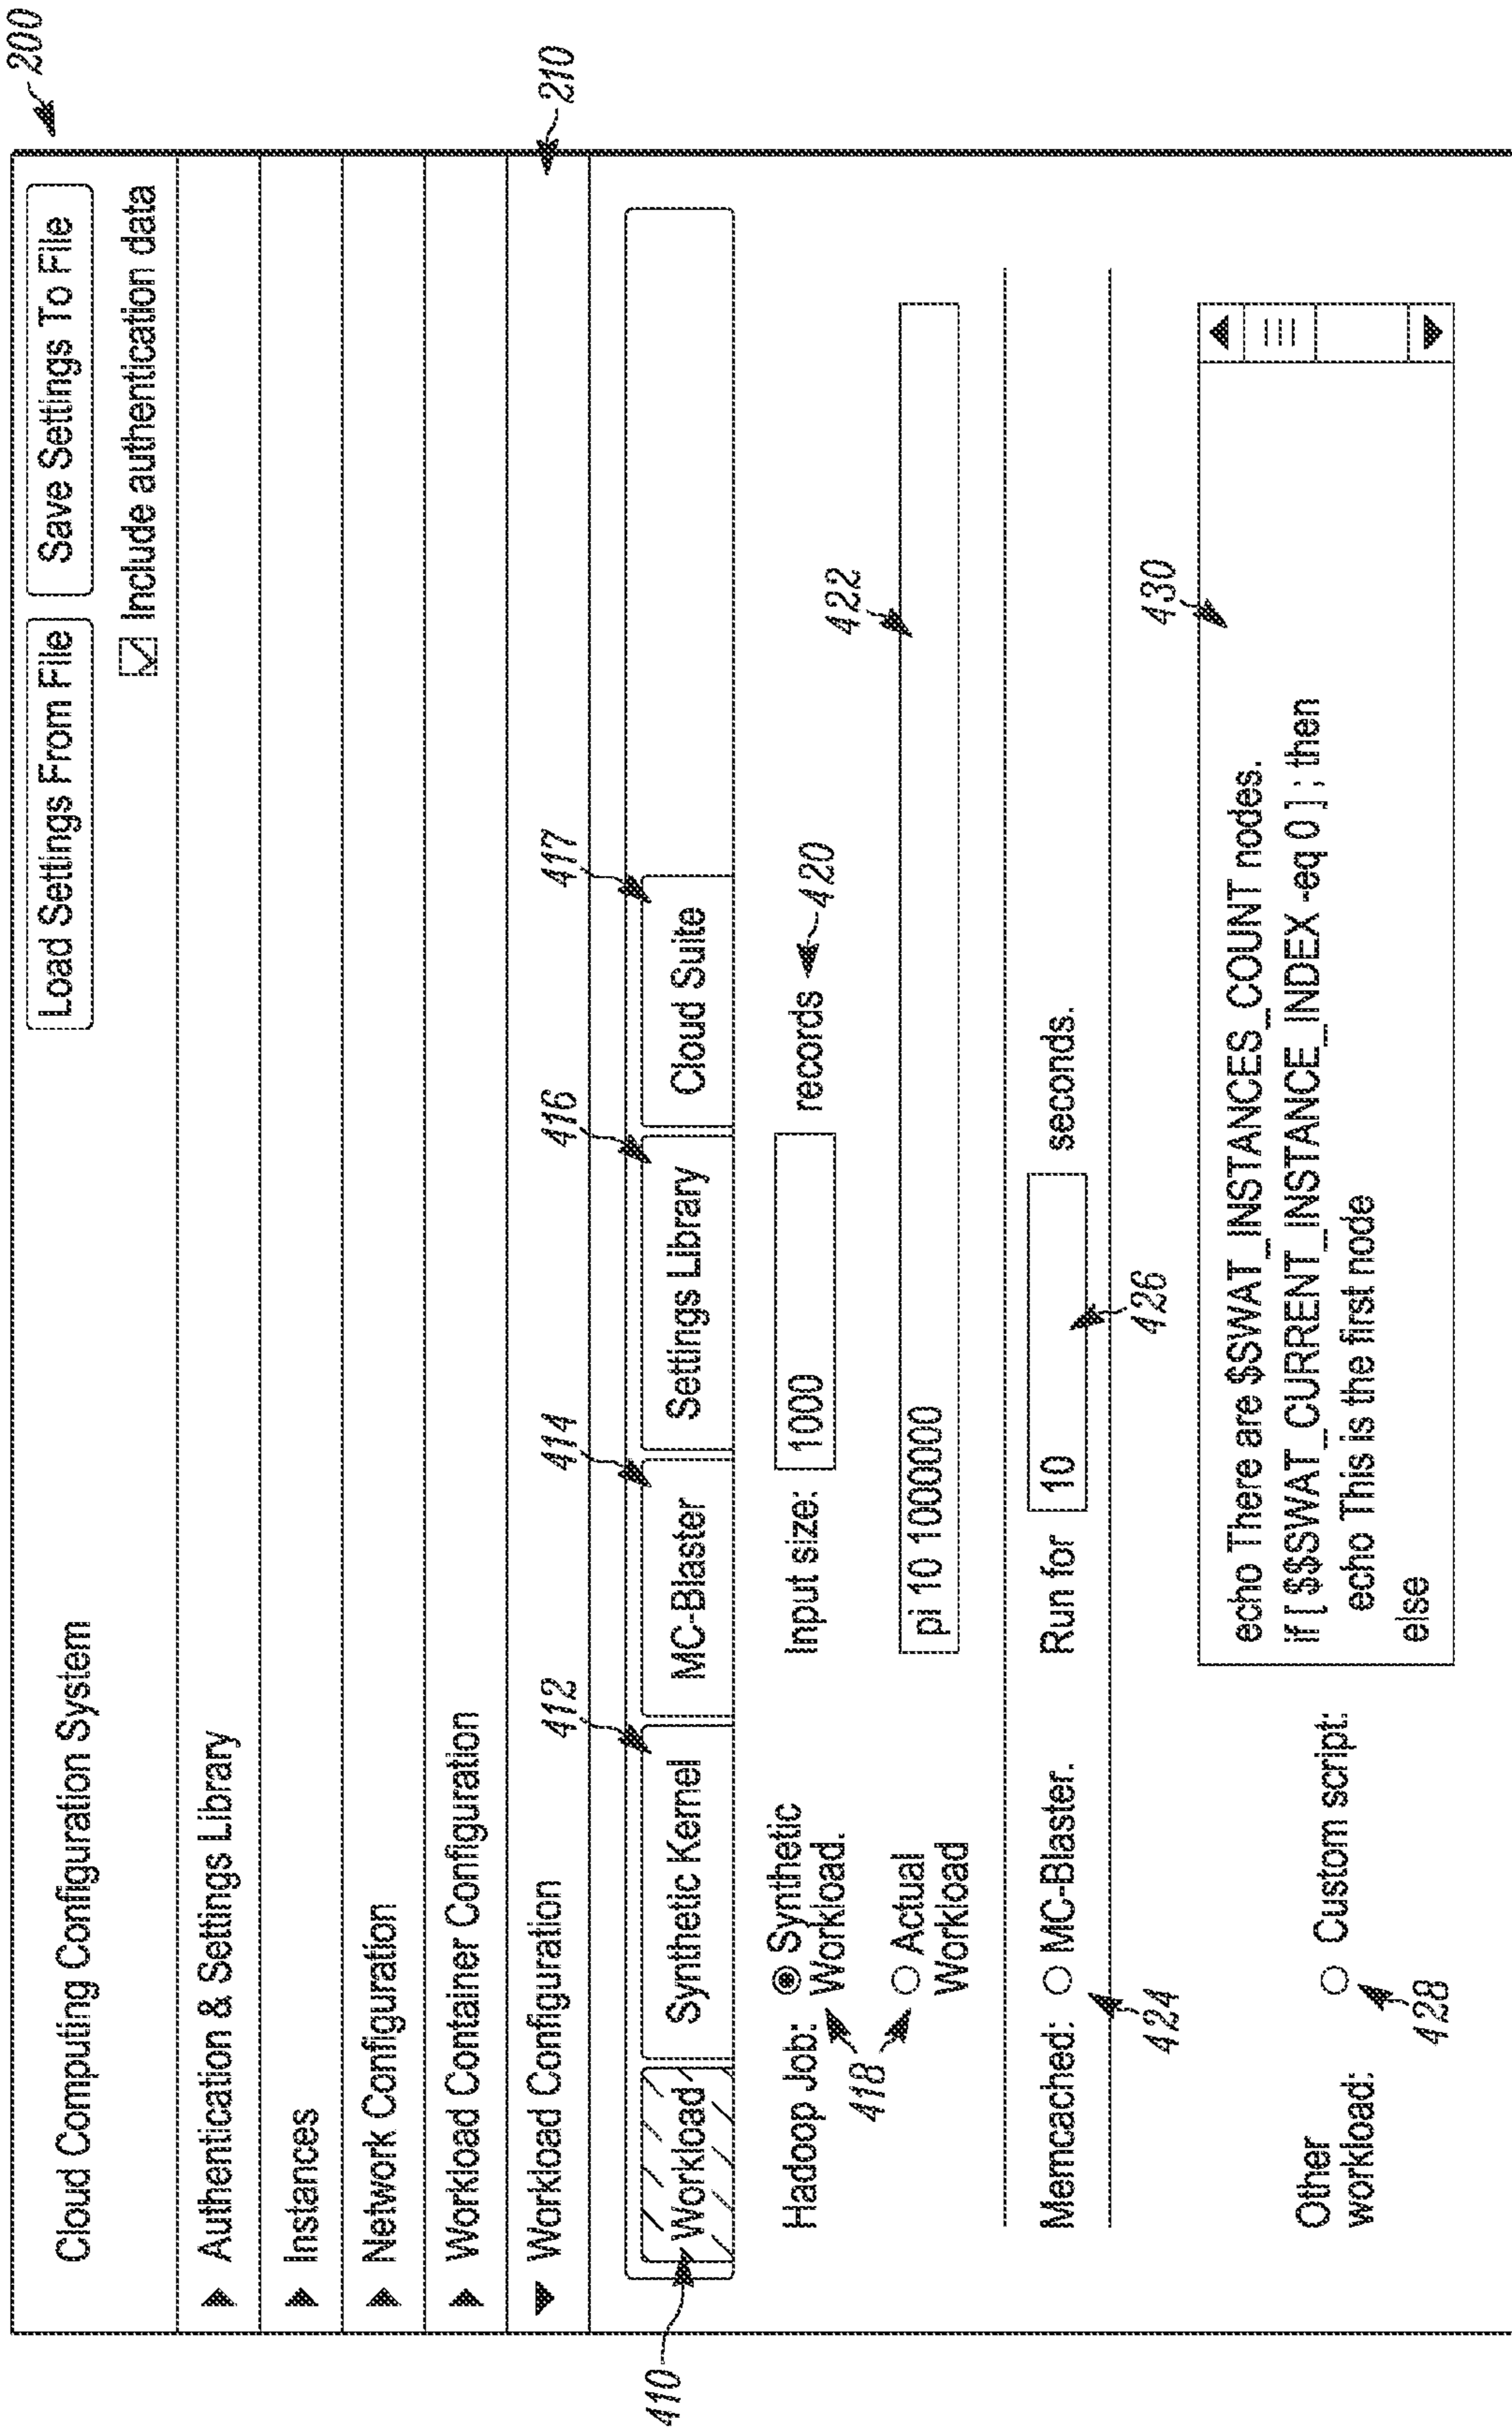 200
Cloud Computing Configuration System
Load Settings From File
Save Settings To File
Include authentication data
Authentication & Settings Library
Instances
Network Configuration
Workload Container Configuration
Workload Configuration
210
410
412
414
416
417
Workload
Synthetic Kernel
MC-Blaster
Settings Library
Cloud Suite
Hadoop Job:
Synthetic
Workload.
Input size:
1000
records
420
418
Actual
Workload
pi 10 1000000
422
Memcached:
MC-Blaster.
Run for
10
seconds.
424
426
Other
workload:
Custom script:
428
430
echo There are $SWAT_INSTANCES_COUNT nodes.
if [ $$SWAT_CURRENT_INSTANCE_INDEX -eq 0 ] ; then
echo This is the first node
else